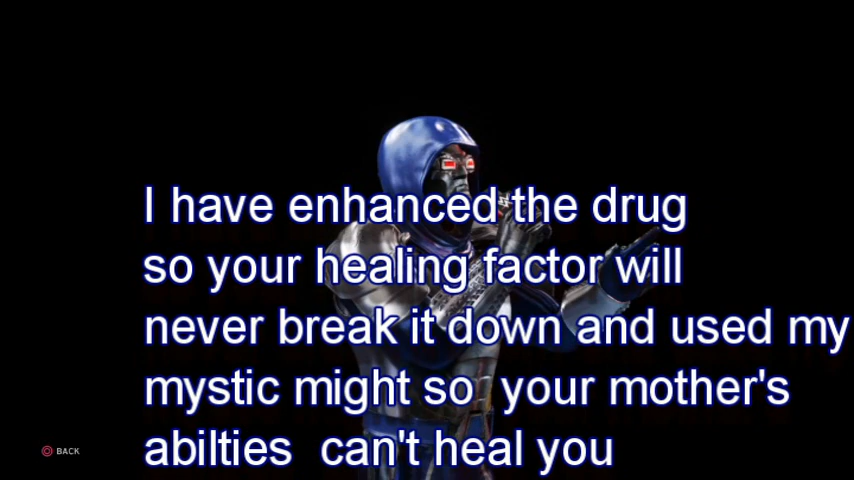 I have enhanced the drug
so your healing factor will
never break it down and used my
mystic might so  your mother's
abilties  can't heal you
BACK